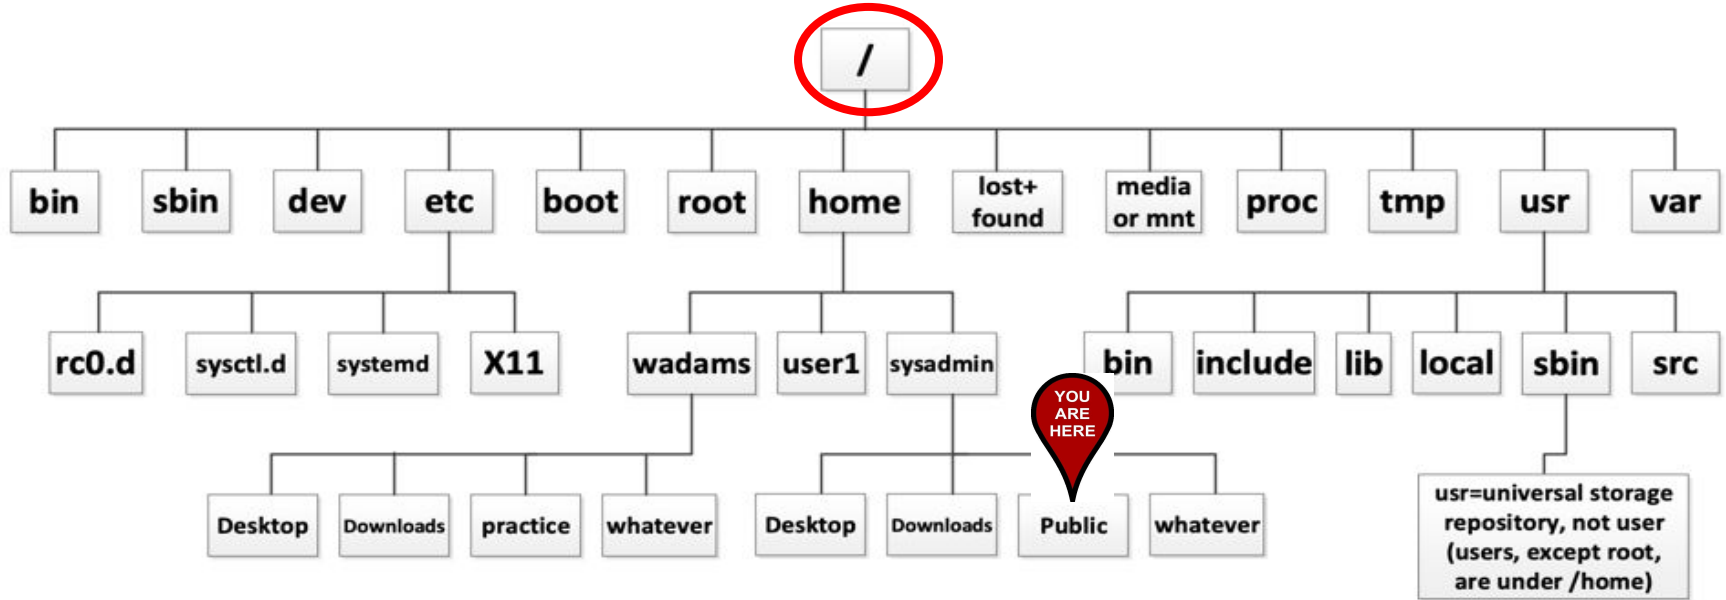 /
bin
sbin
dev
etc
boot
root
home
lost+
found
media
or mnt
proc
tmp
usr
var
rc0.d
sysctl.d
systemd
X11
wadams
user1
sysadmin
bin
include
lib
local
sbin
src
YOU
ARE
HERE
Desktop
Downloads
practice
whatever
Desktop
Downloads
Public
whatever
usr=universal storage
repository, not user
(users, except root,
are under /home)